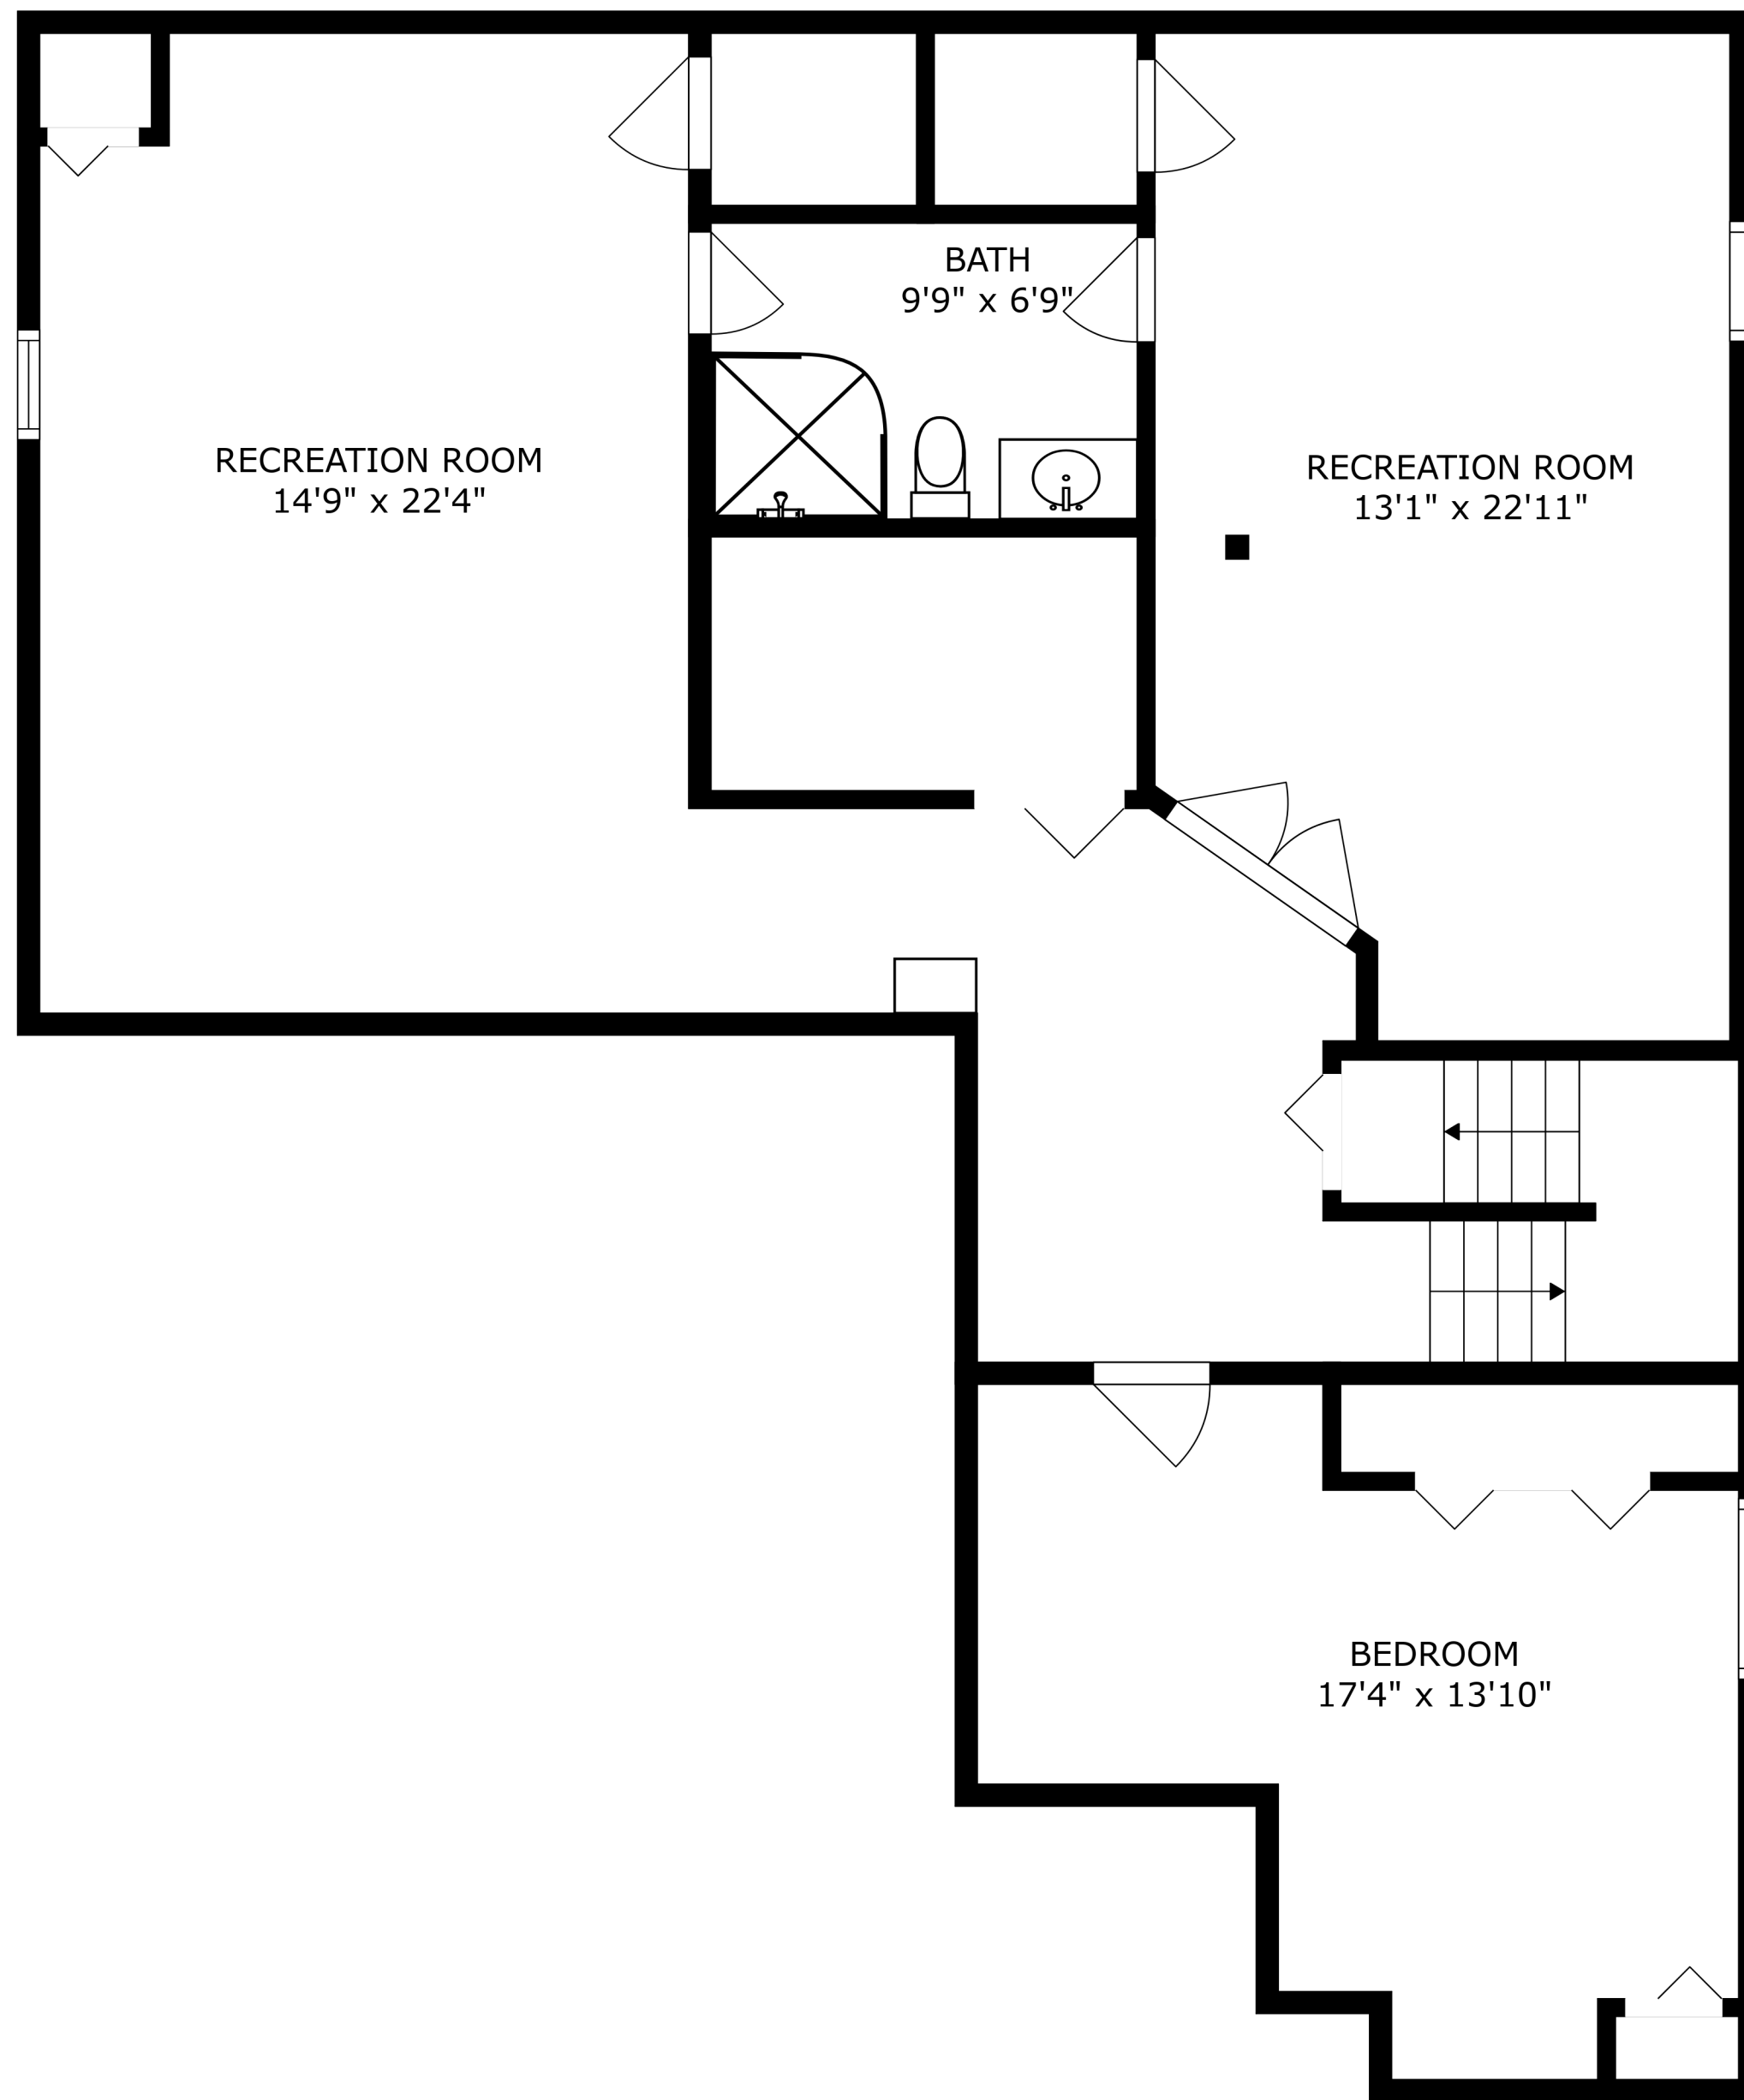 BATH
9'9" x 6'9"
RECREATION ROOM
14'9" x 22'4"
RECREATION ROOM
13'1" x 22'11"
BEDROOM
17'4" x 13'10"